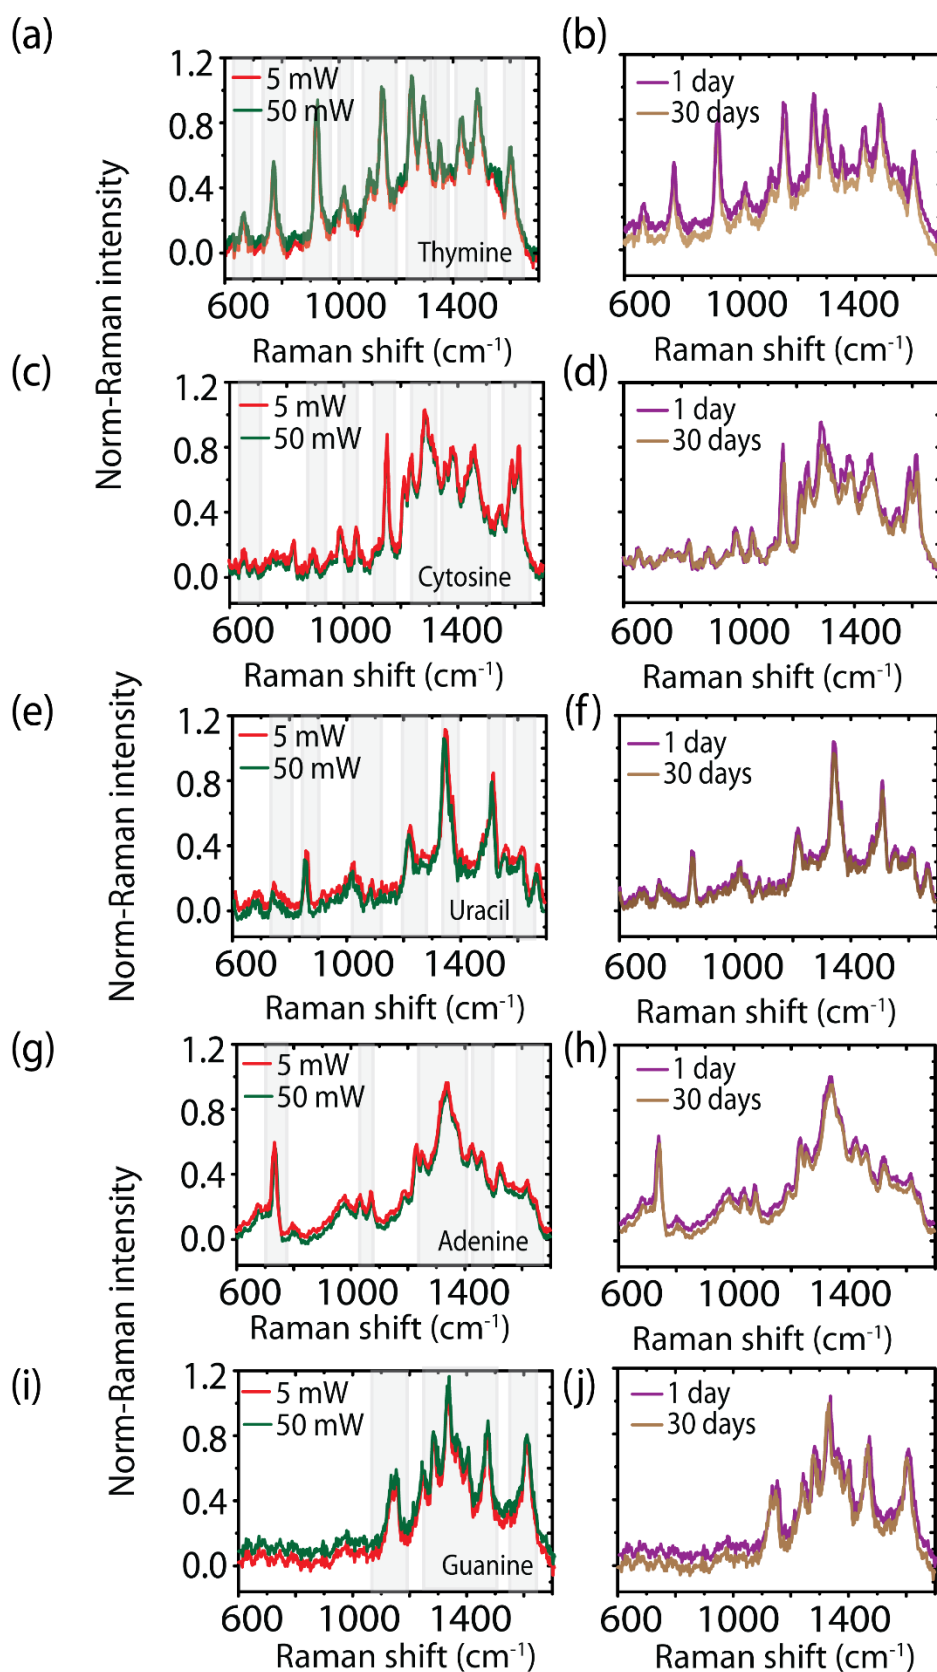 (a)
(b)
Norm-Raman intensity
1.2
0.8
0.4
0.0
5 mW
50 mW
Thymine
600 1000 1400
Raman shift (cm-1)
1 day
30 days
600 1000 1400
Raman shift (cm-1)
(c)
(d)
1.2
0.8
0.4
0.0
5 mW
50 mW
Cytosine
600 1000 1400
Raman shift (cm-1)
1 day
30 days
600 1000 1400
Raman shift (cm-1)
(e)
(f)
Norm-Raman intensity
1.2
0.8
0.4
0.0
5 mW
50 mW
Uracil
600 1000 1400
Raman shift (cm-1)
1 day
30 days
600 1000 1400
Raman shift (cm-1)
(g)
(h)
Norm-Raman intensity
1.2
0.8
0.4
0.0
5 mW
50 mW
Adenine
600 1000 1400
Raman shift (cm-1)
1 day
30 days
600 1000 1400
Raman shift (cm-1)
(i)
(j)
1.2
0.8
0.4
0.0
5 mW
50 mW
Guanine
600 1000 1400
Raman shift (cm-1)
1 day
30 days
600 1000 1400
Raman shift (cm-1)